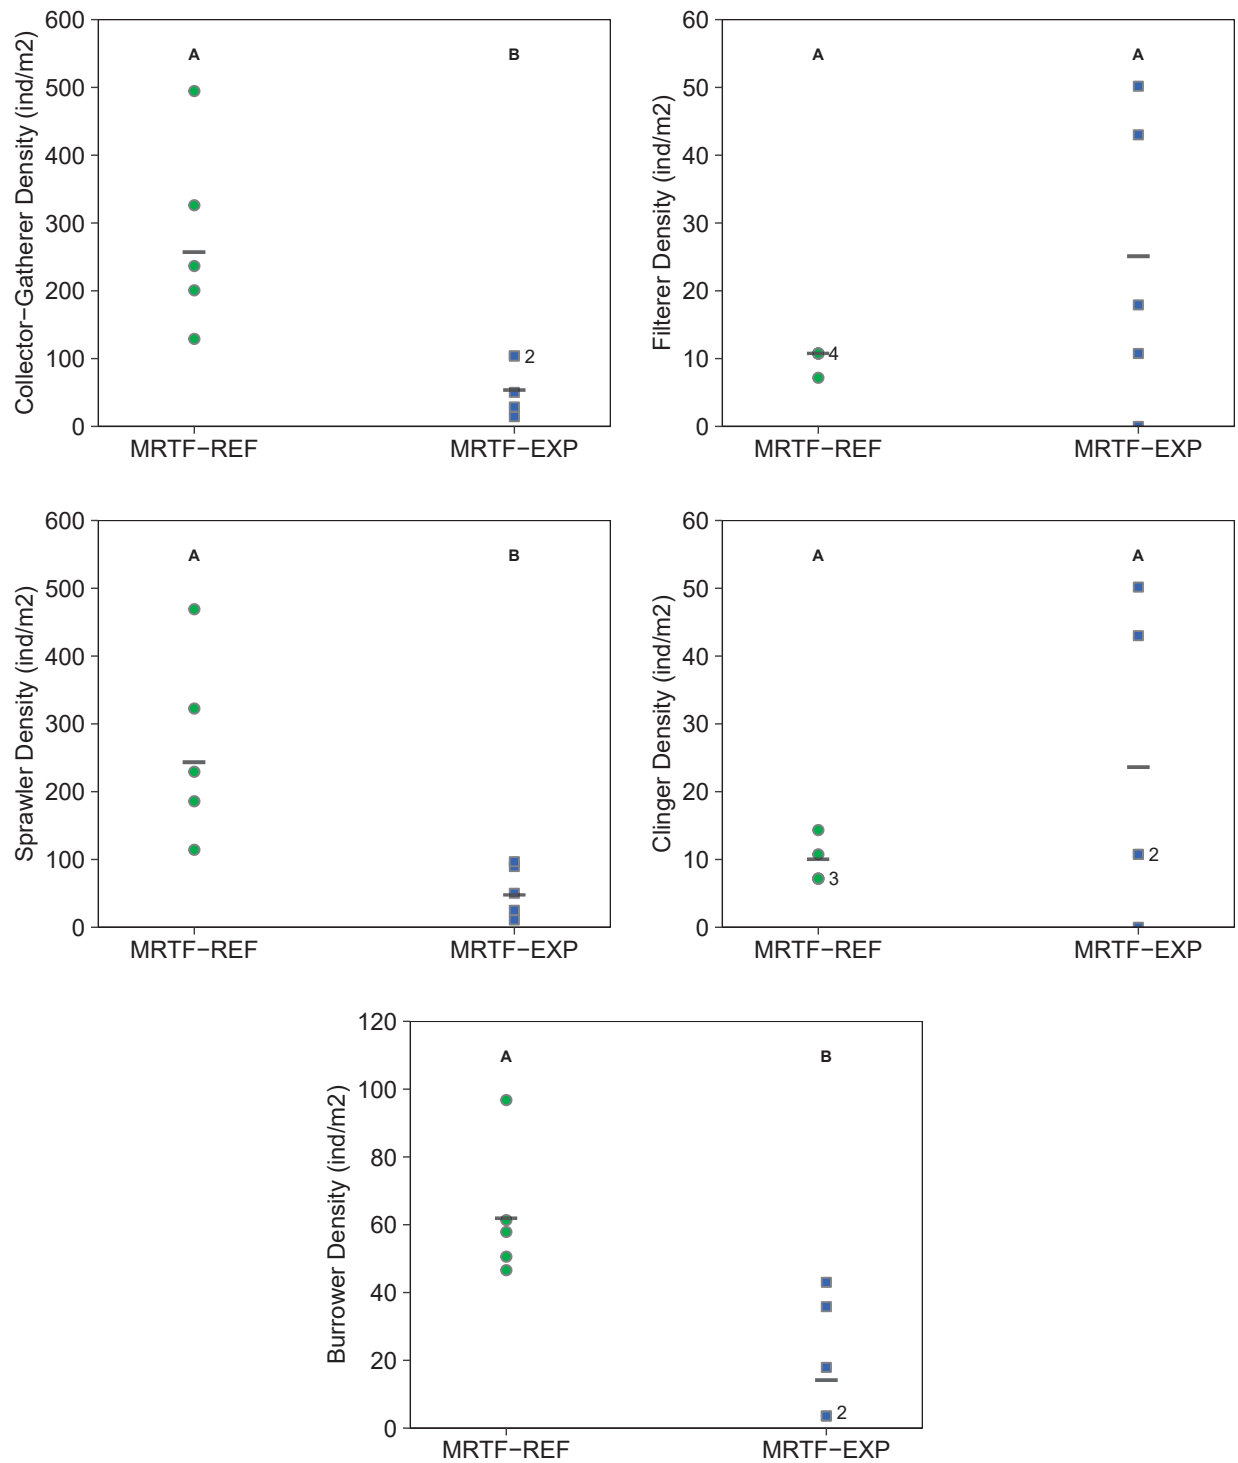 Collector−Gatherer Density (ind/m2)
600
500
400
300
200
100
0
A
B
2
MRTF−REF
MRTF−EXP
Filterer Density (ind/m2)
60
50
40
30
20
10
0
A
A
4
MRTF−REF
MRTF−EXP
Sprawler Density (ind/m2)
600
500
400
300
200
100
0
A
B
MRTF−REF
MRTF−EXP
Clinger Density (ind/m2)
60
50
40
30
20
10
0
A
A
3
2
MRTF−REF
MRTF−EXP
Burrower Density (ind/m2)
120
100
80
60
40
20
0
A
B
2
MRTF−REF
MRTF−EXP